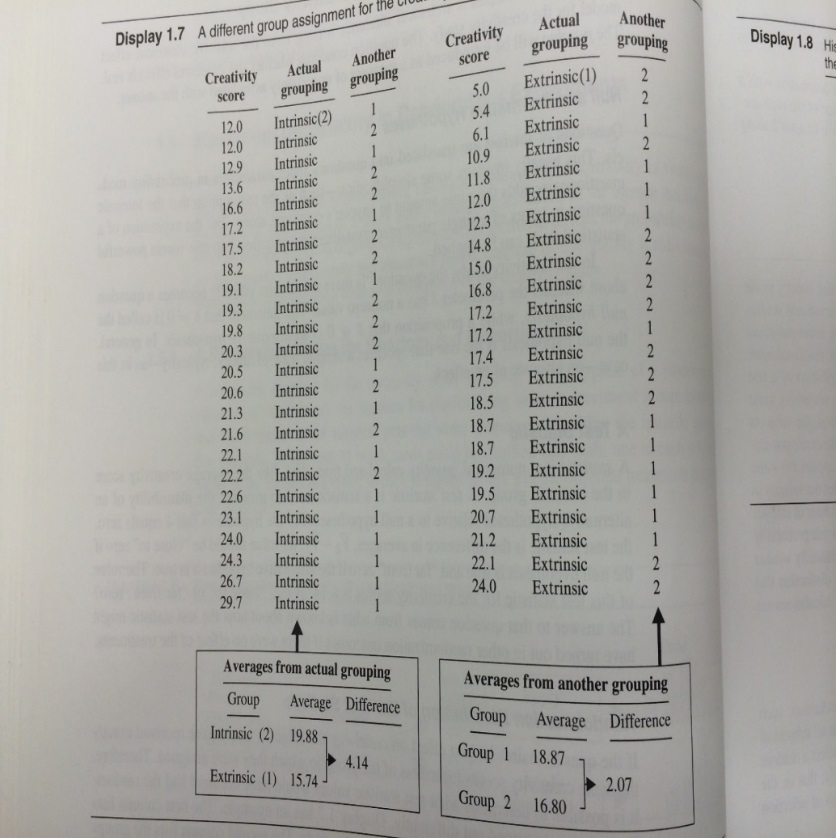 Display 1.7 A different group assignment for the
Creativity score Actual grouping Another grouping
12.0 Intrinsic(2) 1
12.0 Intrinsic 2
12.9 Intrinsic 1
13.6 Intrinsic 2
16.6 Intrinsic 2
17.2 Intrinsic 1
17.5 Intrinsic 2
18.2 Intrinsic 2
19.1 Intrinsic 1
19.3 Intrinsic 2
19.8 Intrinsic 2
20.3 Intrinsic 2
20.5 Intrinsic 1
20.6 Intrinsic 2
21.3 Intrinsic 1
21.6 Intrinsic 2
22.1 Intrinsic 1
22.2 Intrinsic 2
22.6 Intrinsic 1
23.1 Intrinsic 1
24.0 Intrinsic 1
24.3 Intrinsic 1
26.7 Intrinsic 1
29.7 Intrinsic 1
Creativity score Actual grouping Another grouping
5.0 Extrinsic(1) 2
5.4 Extrinsic 2
6.1 Extrinsic 1
10.9 Extrinsic 2
11.8 Extrinsic 1
12.0 Extrinsic 1
12.3 Extrinsic 1
14.8 Extrinsic 2
15.0 Extrinsic 2
16.8 Extrinsic 2
17.2 Extrinsic 2
17.2 Extrinsic 1
17.4 Extrinsic 2
17.5 Extrinsic 2
18.5 Extrinsic 2
18.7 Extrinsic 1
18.7 Extrinsic 1
19.2 Extrinsic 1
19.5 Extrinsic 1
20.7 Extrinsic 1
21.2 Extrinsic 1
22.1 Extrinsic 2
24.0 Extrinsic 2
Averages from actual grouping
Group Average Difference
Intrinsic (2) 19.88
4.14
Extrinsic (1) 15.74
Averages from another grouping
Group Average Difference
Group 1 18.87
2.07
Group 2 16.80
Display 1.8